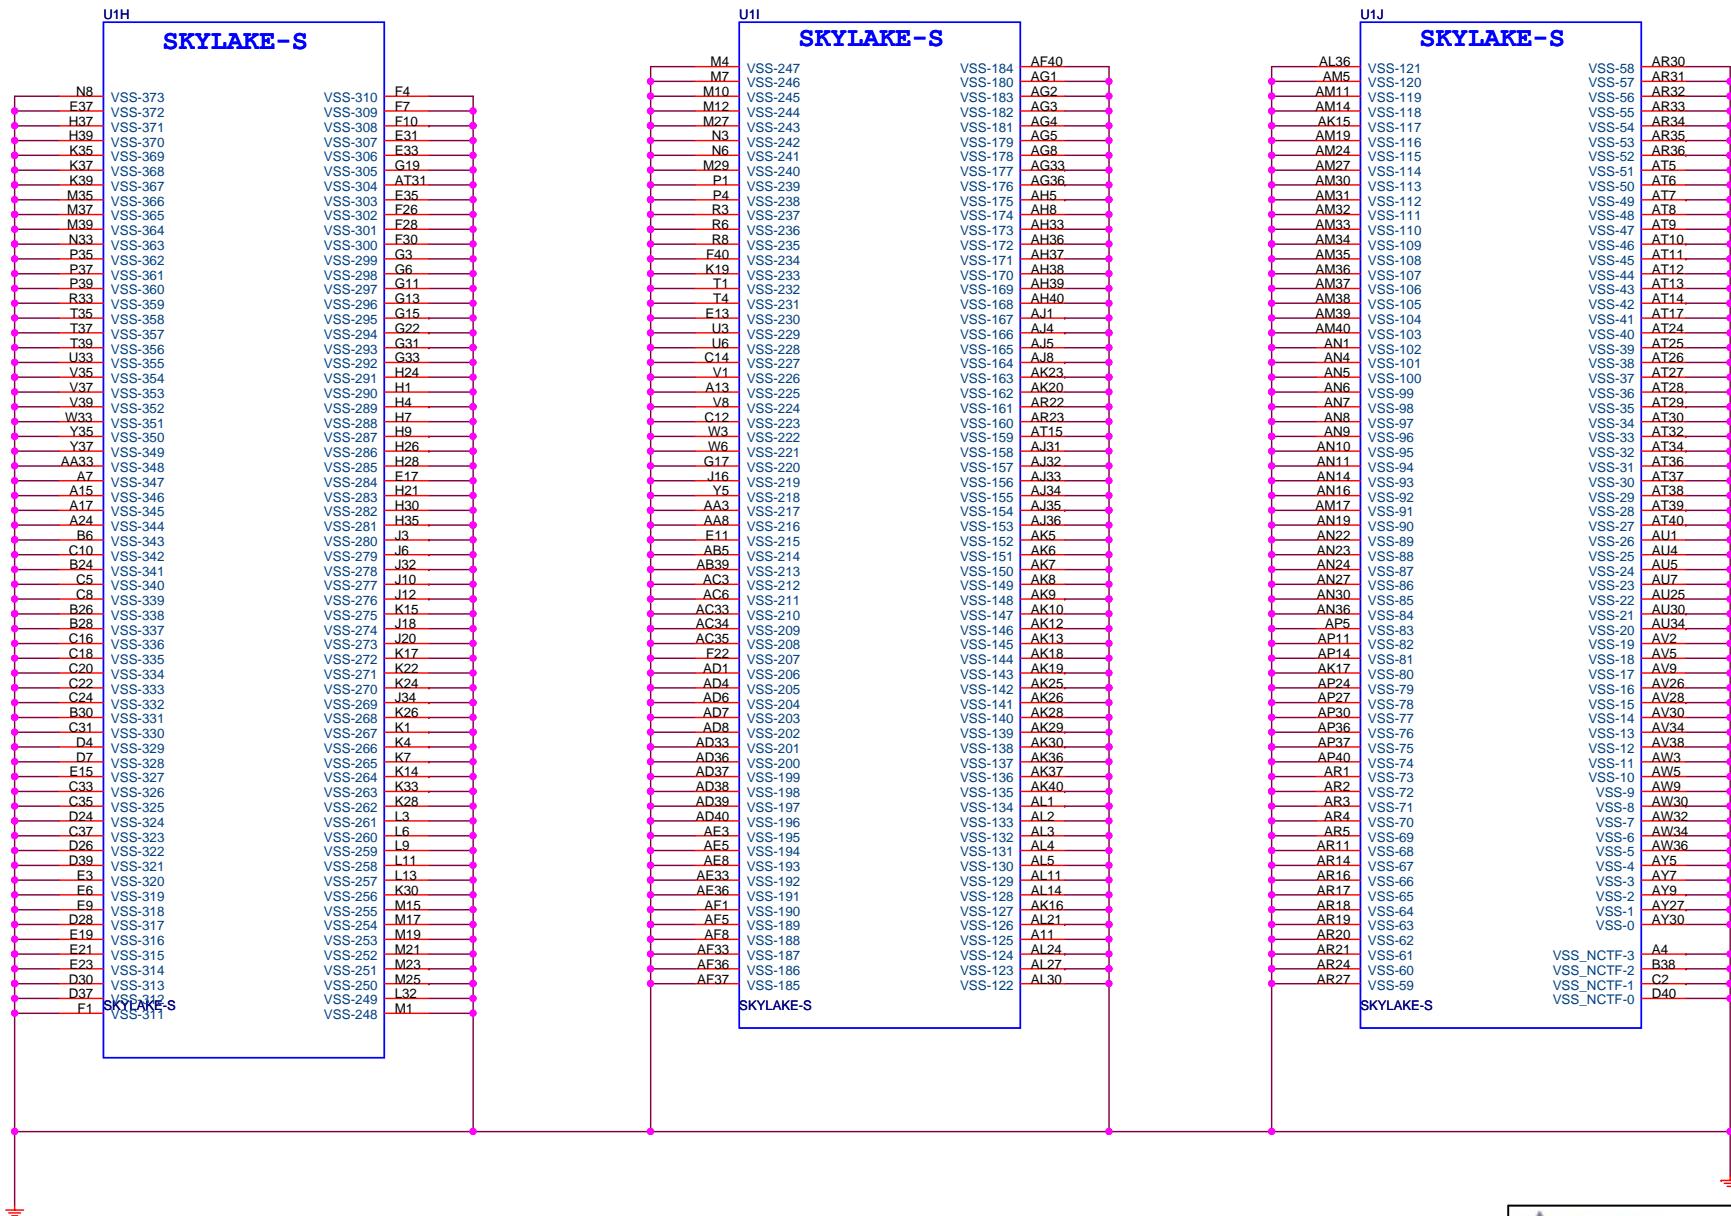 U1H
SKYLAKE-S
N8 VSS-373 VSS-310 F4
E37 VSS-372 VSS-309 F7
H37 VSS-371 VSS-308 F10
H39 VSS-370 VSS-307 E31
K35 VSS-369 VSS-306 E33
K37 VSS-368 VSS-305 G19
K39 VSS-367 VSS-304 AT31
M35 VSS-366 VSS-303 E35
M37 VSS-365 VSS-302 F26
M39 VSS-364 VSS-301 F28
N33 VSS-363 VSS-300 F30
P35 VSS-362 VSS-299 G3
P37 VSS-361 VSS-298 G6
P39 VSS-360 VSS-297 G11
R33 VSS-359 VSS-296 G13
T35 VSS-358 VSS-295 G15
T37 VSS-357 VSS-294 G22
T39 VSS-356 VSS-293 G31
U33 VSS-355 VSS-292 G33
V35 VSS-354 VSS-291 H24
V37 VSS-353 VSS-290 H1
V39 VSS-352 VSS-289 H4
W33 VSS-351 VSS-288 H7
Y35 VSS-350 VSS-287 H9
Y37 VSS-349 VSS-286 H26
AA33 VSS-348 VSS-285 H28
A7 VSS-347 VSS-284 E17
A15 VSS-346 VSS-283 H21
A17 VSS-345 VSS-282 H30
A24 VSS-344 VSS-281 H35
B6 VSS-343 VSS-280 J3
C10 VSS-342 VSS-279 J6
B24 VSS-341 VSS-278 J32
C5 VSS-340 VSS-277 J10
C8 VSS-339 VSS-276 J12
B26 VSS-338 VSS-275 K15
B28 VSS-337 VSS-274 J18
C16 VSS-336 VSS-273 J20
C18 VSS-335 VSS-272 K17
C20 VSS-334 VSS-271 K22
C22 VSS-333 VSS-270 K24
C24 VSS-332 VSS-269 J34
B30 VSS-331 VSS-268 K26
C31 VSS-330 VSS-267 K1
D4 VSS-329 VSS-266 K4
D7 VSS-328 VSS-265 K7
E15 VSS-327 VSS-264 K14
C33 VSS-326 VSS-263 K33
C35 VSS-325 VSS-262 K28
D24 VSS-324 VSS-261 L3
C37 VSS-323 VSS-260 L6
D26 VSS-322 VSS-259 L9
D39 VSS-321 VSS-258 L11
E3 VSS-320 VSS-257 L13
E6 VSS-319 VSS-256 K30
E9 VSS-318 VSS-255 M15
D28 VSS-317 VSS-254 M17
E19 VSS-316 VSS-253 M19
E21 VSS-315 VSS-252 M21
E23 VSS-314 VSS-251 M23
D30 VSS-313 VSS-250 M25
D37 VSS-312 VSS-249 L32
F1 VSS-311 VSS-248 M1
SKYLAKE-S
U1I
SKYLAKE-S
M4 VSS-247 VSS-184 AF40
M7 VSS-246 VSS-180 AG1
M10 VSS-245 VSS-183 AG2
M12 VSS-244 VSS-182 AG3
M27 VSS-243 VSS-181 AG4
N3 VSS-242 VSS-179 AG5
N6 VSS-241 VSS-178 AG8
M29 VSS-240 VSS-177 AG33
P1 VSS-239 VSS-176 AG36
P4 VSS-238 VSS-175 AH5
R3 VSS-237 VSS-174 AH8
R6 VSS-236 VSS-173 AH33
R8 VSS-235 VSS-172 AH36
F40 VSS-234 VSS-171 AH37
K19 VSS-233 VSS-170 AH38
T1 VSS-232 VSS-169 AH39
T4 VSS-231 VSS-168 AH40
E13 VSS-230 VSS-167 AJ1
U3 VSS-229 VSS-166 AJ4
U6 VSS-228 VSS-165 AJ5
C14 VSS-227 VSS-164 AJ8
V1 VSS-226 VSS-163 AK23
A13 VSS-225 VSS-162 AK20
V8 VSS-224 VSS-161 AR22
C12 VSS-223 VSS-160 AR23
W3 VSS-222 VSS-159 AT15
W6 VSS-221 VSS-158 AJ31
G17 VSS-220 VSS-157 AJ32
J16 VSS-219 VSS-156 AJ33
Y5 VSS-218 VSS-155 AJ34
AA3 VSS-217 VSS-154 AJ35
AA8 VSS-216 VSS-153 AJ36
E11 VSS-215 VSS-152 AK5
AB5 VSS-214 VSS-151 AK6
AB39 VSS-213 VSS-150 AK7
AC3 VSS-212 VSS-149 AK8
AC6 VSS-211 VSS-148 AK9
AC33 VSS-210 VSS-147 AK10
AC34 VSS-209 VSS-146 AK12
AC35 VSS-208 VSS-145 AK13
F22 VSS-207 VSS-144 AK18
AD1 VSS-206 VSS-143 AK19
AD4 VSS-205 VSS-142 AK25
AD6 VSS-204 VSS-141 AK26
AD7 VSS-203 VSS-140 AK28
AD8 VSS-202 VSS-139 AK29
AD33 VSS-201 VSS-138 AK30
AD36 VSS-200 VSS-137 AK36
AD37 VSS-199 VSS-136 AK37
AD38 VSS-198 VSS-135 AK40
AD39 VSS-197 VSS-134 AL1
AD40 VSS-196 VSS-133 AL2
AE3 VSS-195 VSS-132 AL3
AE5 VSS-194 VSS-131 AL4
AE8 VSS-193 VSS-130 AL5
AE33 VSS-192 VSS-129 AL11
AE36 VSS-191 VSS-128 AL14
AF1 VSS-190 VSS-127 AK16
AF5 VSS-189 VSS-126 AL21
AF8 VSS-188 VSS-125 A11
AF33 VSS-187 VSS-124 AL24
AF36 VSS-186 VSS-123 AL27
AF37 VSS-185 VSS-122 AL30
SKYLAKE-S
U1J
SKYLAKE-S
AL36 VSS-121 VSS-58 AR30
AM5 VSS-120 VSS-57 AR31
AM11 VSS-119 VSS-56 AR32
AM14 VSS-118 VSS-55 AR33
AK15 VSS-117 VSS-54 AR34
AM19 VSS-116 VSS-53 AR35
AM24 VSS-115 VSS-52 AR36
AM27 VSS-114 VSS-51 AT5
AM30 VSS-113 VSS-50 AT6
AM31 VSS-112 VSS-49 AT7
AM32 VSS-111 VSS-48 AT8
AM33 VSS-110 VSS-47 AT9
AM34 VSS-109 VSS-46 AT10
AM35 VSS-108 VSS-45 AT11
AM36 VSS-107 VSS-44 AT12
AM37 VSS-106 VSS-43 AT13
AM38 VSS-105 VSS-42 AT14
AM39 VSS-104 VSS-41 AT17
AM40 VSS-103 VSS-40 AT24
AN1 VSS-102 VSS-39 AT25
AN4 VSS-101 VSS-38 AT26
AN5 VSS-100 VSS-37 AT27
AN6 VSS-99 VSS-36 AT28
AN7 VSS-98 VSS-35 AT29
AN8 VSS-97 VSS-34 AT30
AN9 VSS-96 VSS-33 AT32
AN10 VSS-95 VSS-32 AT34
AN11 VSS-94 VSS-31 AT36
AN14 VSS-93 VSS-30 AT37
AN16 VSS-92 VSS-29 AT38
AM17 VSS-91 VSS-28 AT39
AN19 VSS-90 VSS-27 AT40
AN22 VSS-89 VSS-26 AU1
AN23 VSS-88 VSS-25 AU4
AN24 VSS-87 VSS-24 AU5
AN27 VSS-86 VSS-23 AU7
AN30 VSS-85 VSS-22 AU25
AN36 VSS-84 VSS-21 AU30
AP5 VSS-83 VSS-20 AU34
AP11 VSS-82 VSS-19 AV2
AP14 VSS-81 VSS-18 AV5
AK17 VSS-80 VSS-17 AV9
AP24 VSS-79 VSS-16 AV26
AP27 VSS-78 VSS-15 AV28
AP30 VSS-77 VSS-14 AV30
AP36 VSS-76 VSS-13 AV34
AP37 VSS-75 VSS-12 AV38
AP40 VSS-74 VSS-11 AW3
AR1 VSS-73 VSS-10 AW5
AR2 VSS-72 VSS-9 AW9
AR3 VSS-71 VSS-8 AW30
AR4 VSS-70 VSS-7 AW32
AR5 VSS-69 VSS-6 AW34
AR11 VSS-68 VSS-5 AW36
AR14 VSS-67 VSS-4 AY5
AR16 VSS-66 VSS-3 AY7
AR17 VSS-65 VSS-2 AY9
AR18 VSS-64 VSS-1 AY27
AR19 VSS-63 VSS-0 AY30
AR20 VSS-62
AR21 VSS-61 VSS_NCTF-3 A4
AR24 VSS-60 VSS_NCTF-2 B38
AR27 VSS-59 VSS_NCTF-1 C2
VSS_NCTF-0 D40
SKYLAKE-S